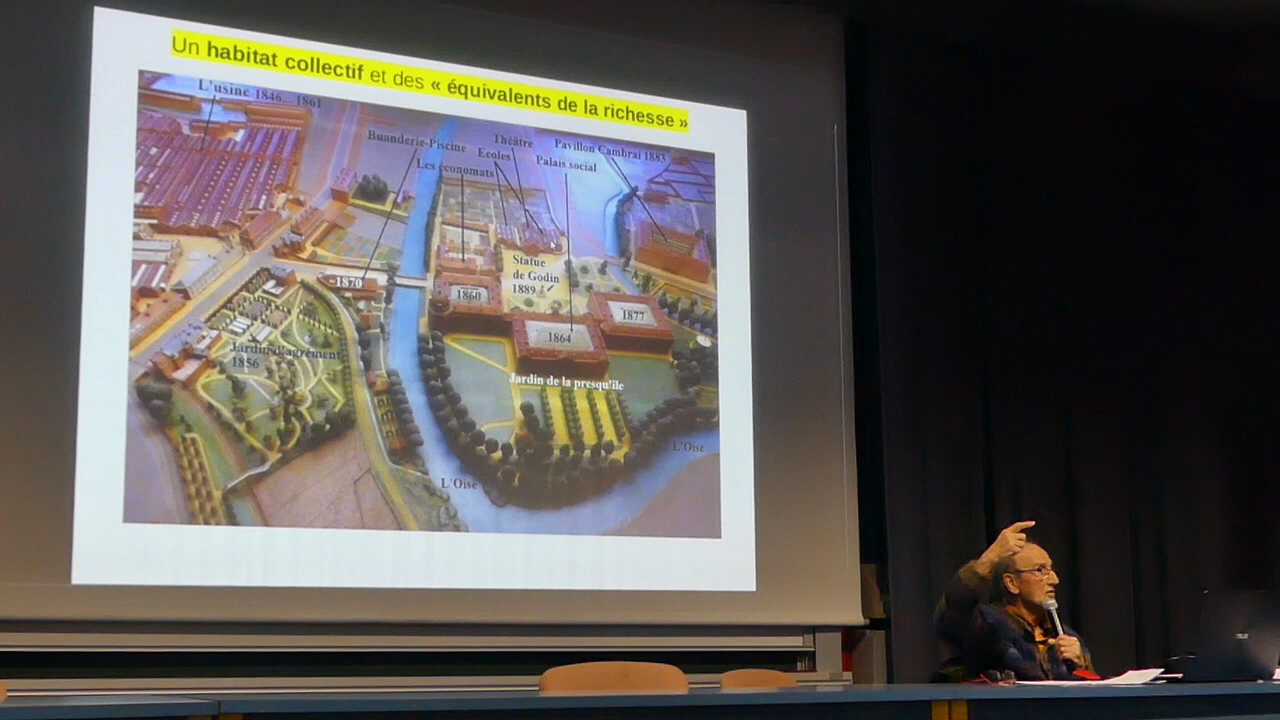 Un habitat collectif et des « équivalents de la richesse »
L'usine 1846... 1861
Buanderie-Piscine
Théâtre
Pavillon Cambrai 1883
Ecoles
Les économats
Palais social
Statue
de Godin
1889
1870
1860
1877
1864
Jardin d'agrément
1856
Jardin de la presqu'ile
L'Oise
L'Oise